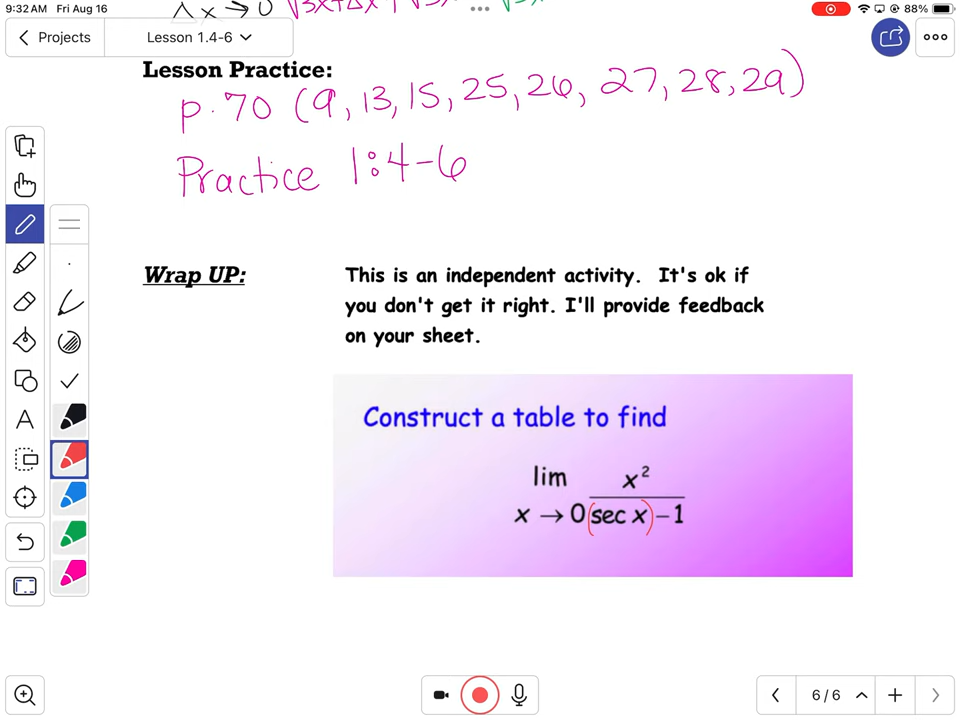 9:32 AM Fri Aug 16
88%
Δx → 0
Projects
Lesson 1.4-6
Lesson Practice:
p. 70 (9, 13, 15, 25, 26, 27, 28, 29)
Practice 1:4-6
Wrap UP:
This is an independent activity. It's ok if
you don't get it right. I'll provide feedback
on your sheet.
Construct a table to find
lim x²
x → 0 (sec x) − 1
A
6 / 6